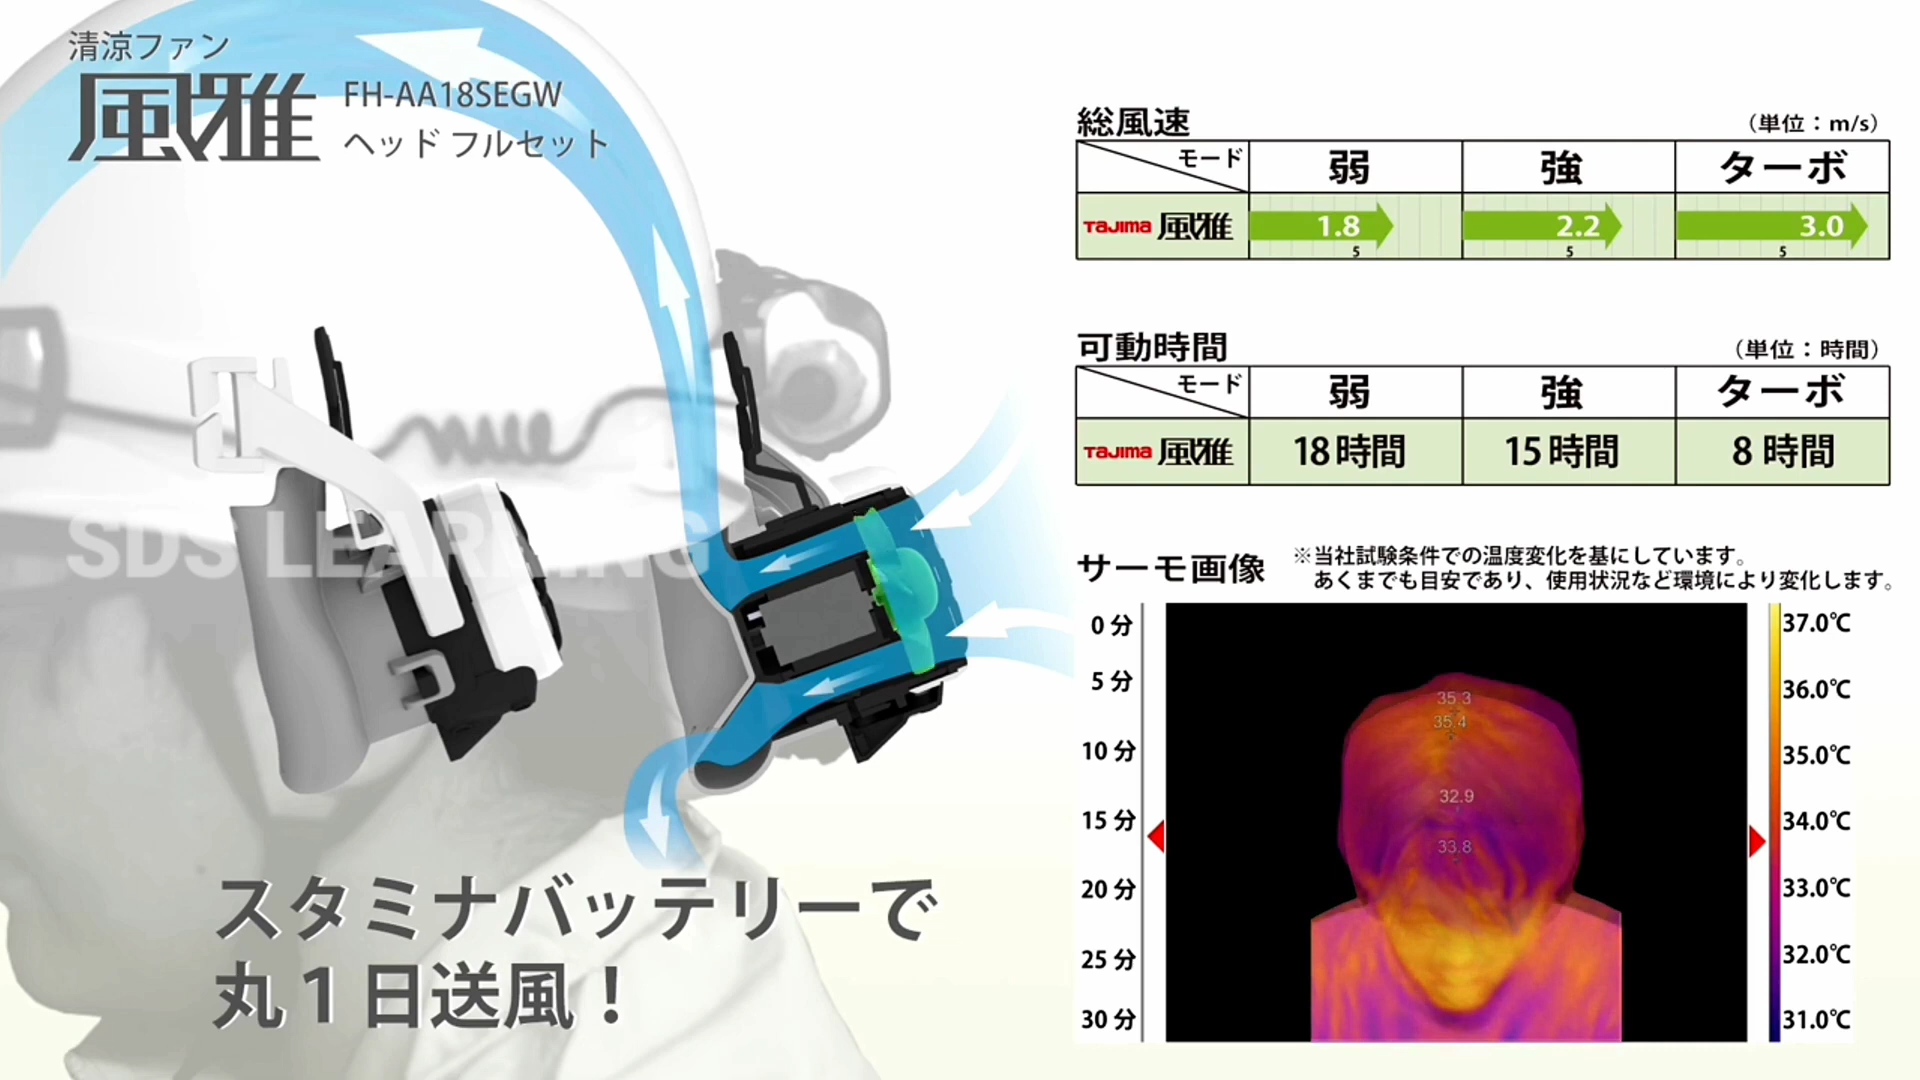 清涼ファン
風雅
FH-AA18SEGW
ヘッド フルセット
SDS LEARNING
スタミナバッテリーで
丸1日送風！
総風速
（単位：m/s）
モード 弱 強 ターボ
TAJIMA 風雅 1.8 2.2 3.0
5 5 5
可動時間
（単位：時間）
モード 弱 強 ターボ
TAJIMA 風雅 18時間 15時間 8時間
サーモ画像
※当社試験条件での温度変化を基にしています。
あくまでも目安であり、使用状況など環境により変化します。
0分
5分
10分
15分
20分
25分
30分
35.3
35.4
32.9
33.8
37.0℃
36.0℃
35.0℃
34.0℃
33.0℃
32.0℃
31.0℃